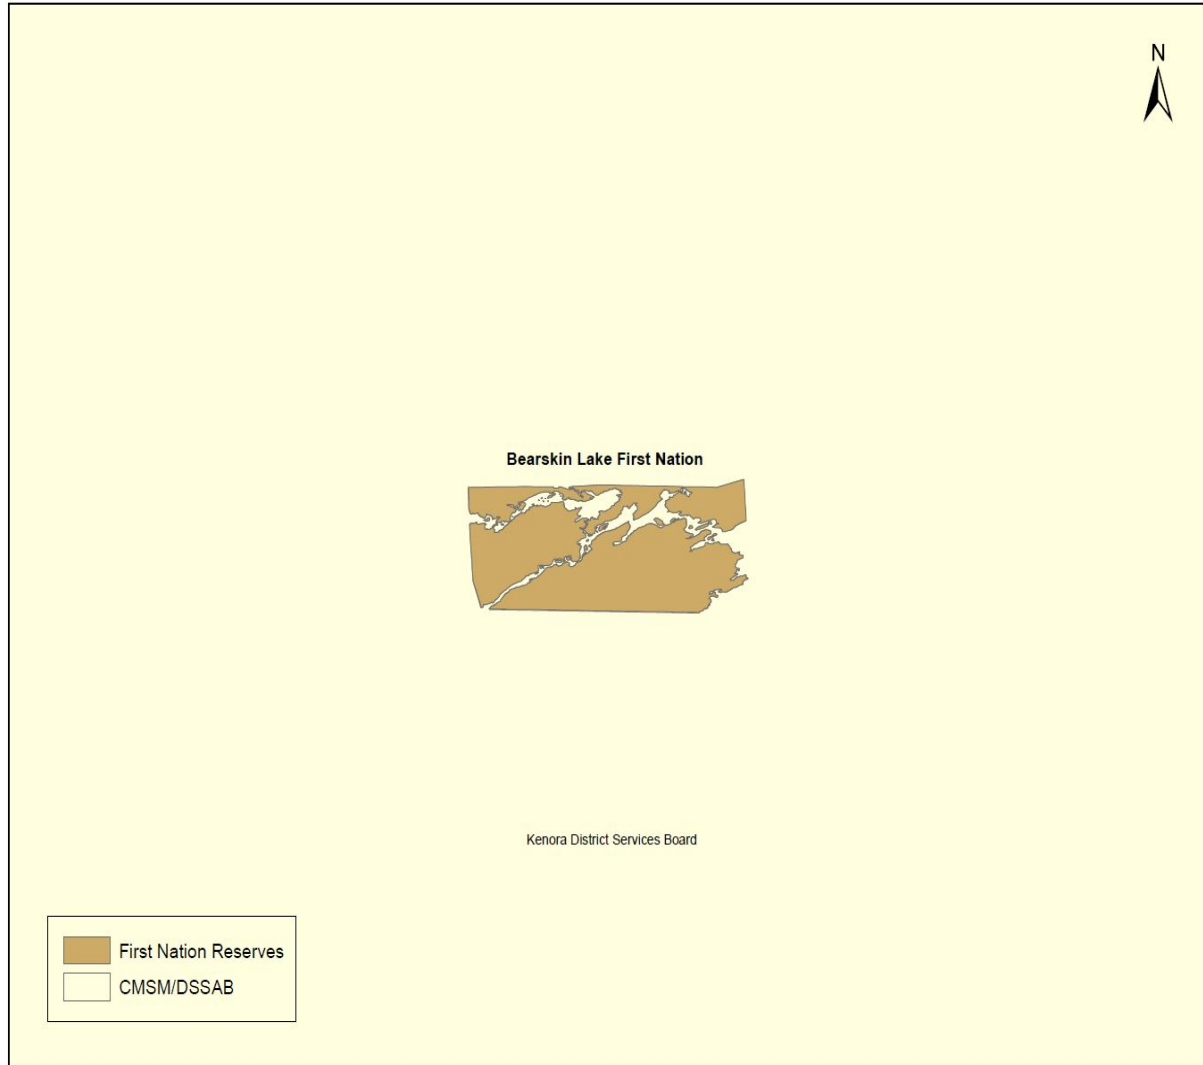 N
Bearskin Lake First Nation
Kenora District Services Board
First Nation Reserves
CMSM/DSSAB